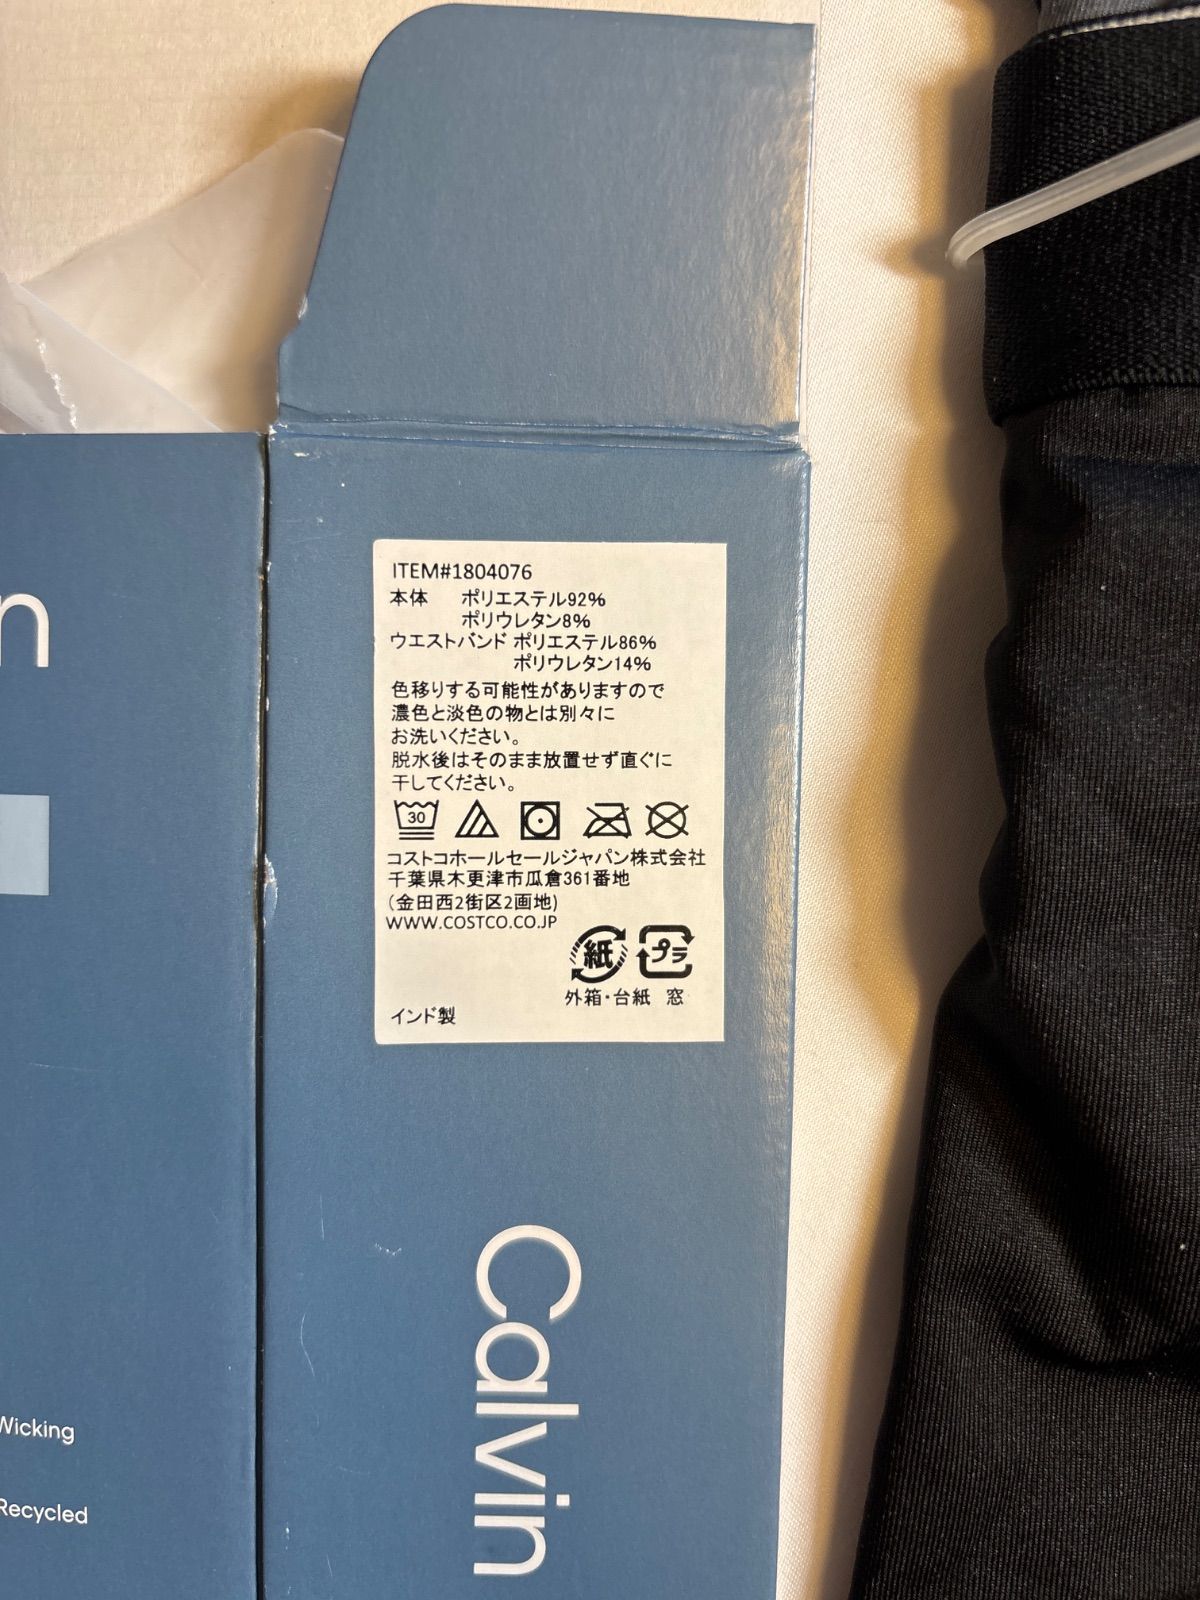 ITEM#1804076
本体 ポリエステル92%
ポリウレタン8%
ウエストバンド ポリエステル86%
ポリウレタン14%
色移りする可能性がありますので
濃色と淡色の物とは別々に
お洗いください。
脱水後はそのまま放置せず直ぐに
干してください。
30
コストコホールセールジャパン株式会社
千葉県木更津市瓜倉361番地
(金田西2街区2画地)
WWW.COSTCO.CO.JP
紙 プラ
外箱・台紙 窓
インド製
Calvin
n
Wicking
Recycled